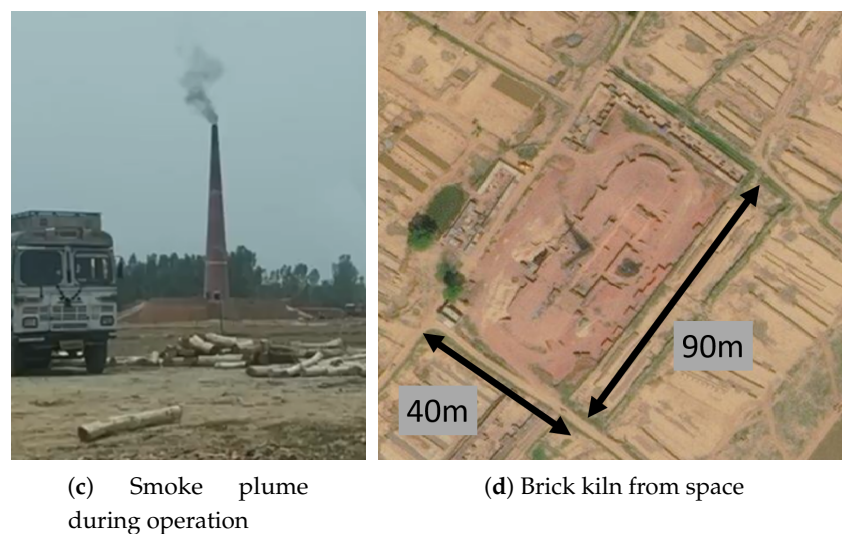 90m
40m
(c) Smoke plume
during operation
(d) Brick kiln from space